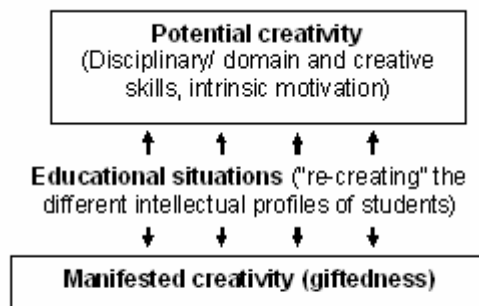 Potential creativity
(Disciplinary/ domain and creative
skills, intrinsic motivation)
Educational situations ("re-creating" the
different intellectual profiles of students)
Manifested creativity (giftedness)